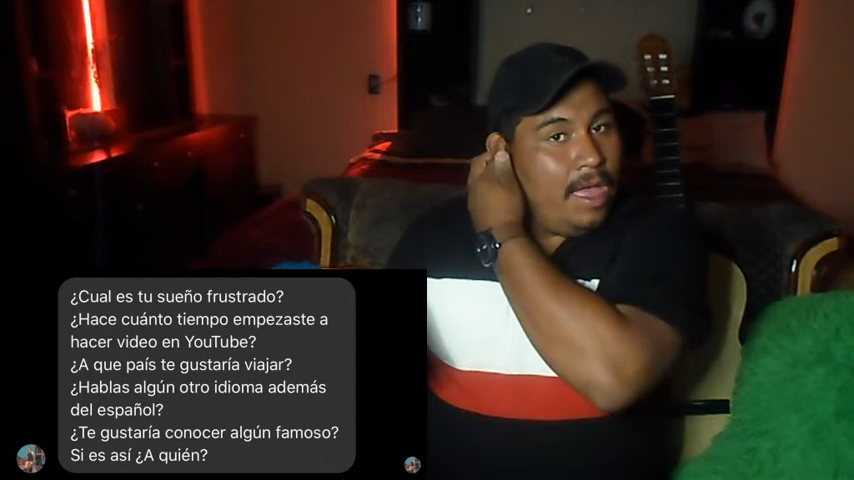 ¿Cual es tu sueño frustrado?
¿Hace cuánto tiempo empezaste a
hacer video en YouTube?
¿A que país te gustaría viajar?
¿Hablas algún otro idioma además
del español?
¿Te gustaría conocer algún famoso?
Si es así ¿A quién?